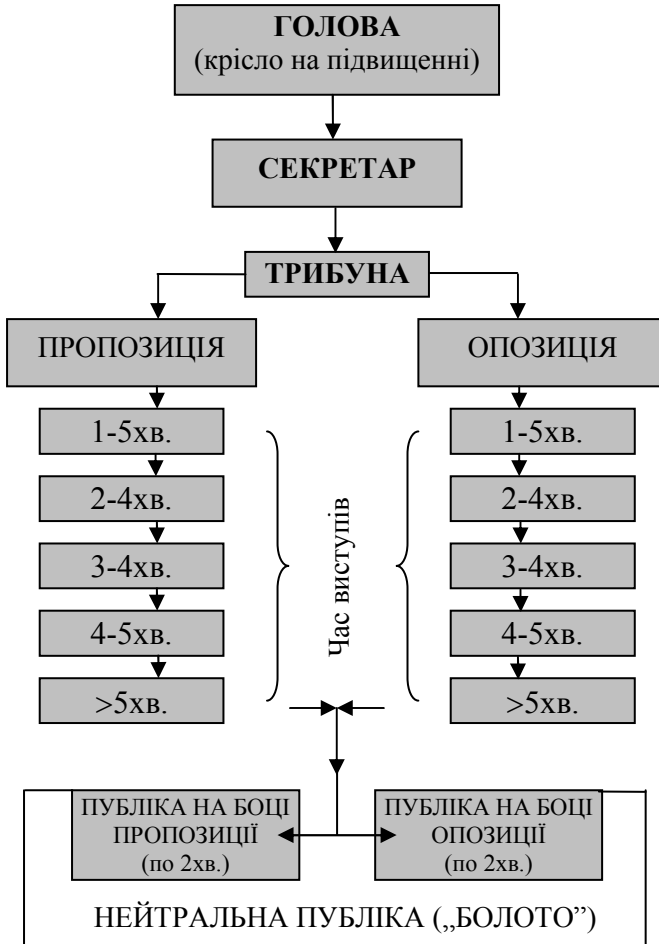 ГОЛОВА
(крісло на підвищенні)
СЕКРЕТАР
ТРИБУНА
ПРОПОЗИЦІЯ
1-5хв.
2-4хв.
3-4хв.
4-5хв.
>5хв.
Час виступів
ОПОЗИЦІЯ
1-5хв.
2-4хв.
3-4хв.
4-5хв.
>5хв.
ПУБЛІКА НА БОЦІ
ПРОПОЗИЦІЇ
(по 2хв.)
ПУБЛІКА НА БОЦІ
ОПОЗИЦІЇ
(по 2хв.)
НЕЙТРАЛЬНА ПУБЛІКА („БОЛОТО”)